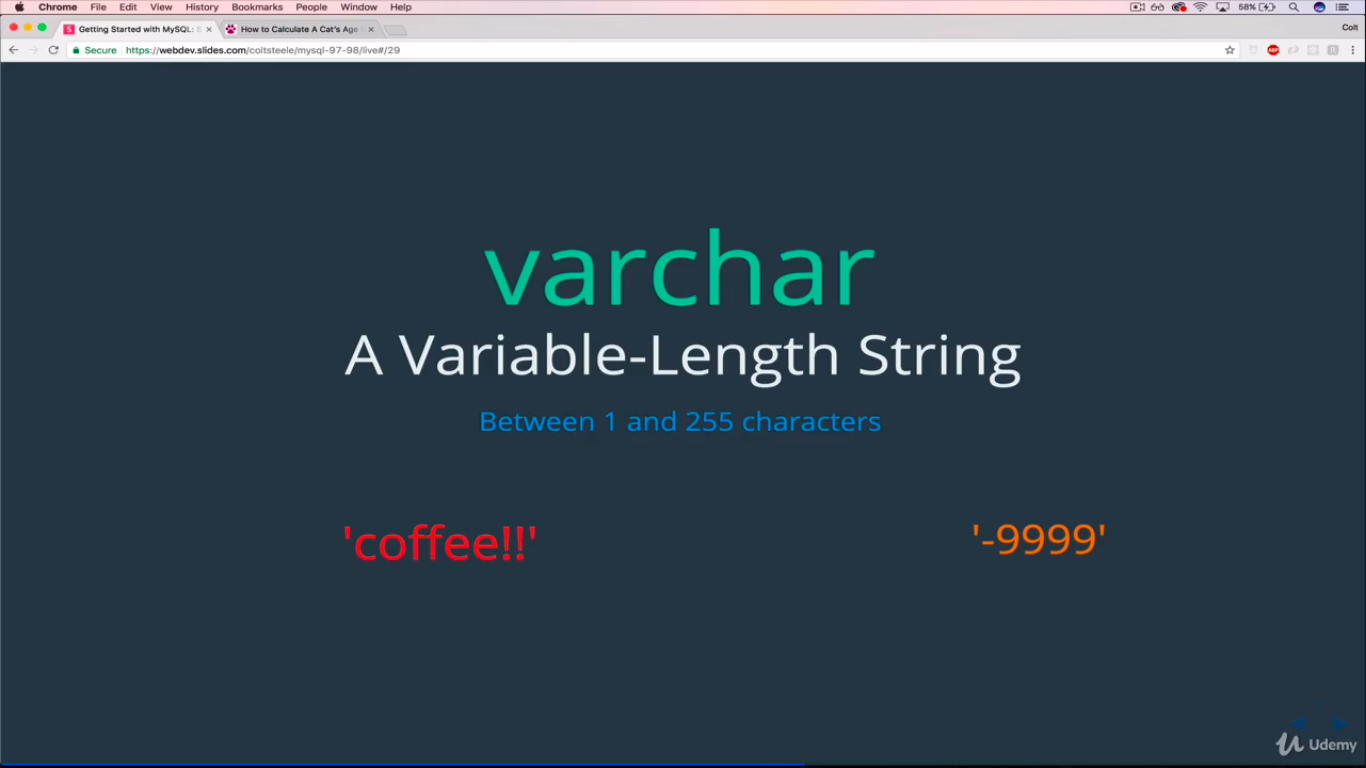 Chrome File Edit View History Bookmarks People Window Help 58%
Getting Started with MySQL: S How to Calculate A Cat's Age Colt
Secure https://webdev.slides.com/coltsteele/mysql-97-98/live#/29
ABP
varchar
A Variable-Length String
Between 1 and 255 characters
'coffee!!' '-9999'
Udemy